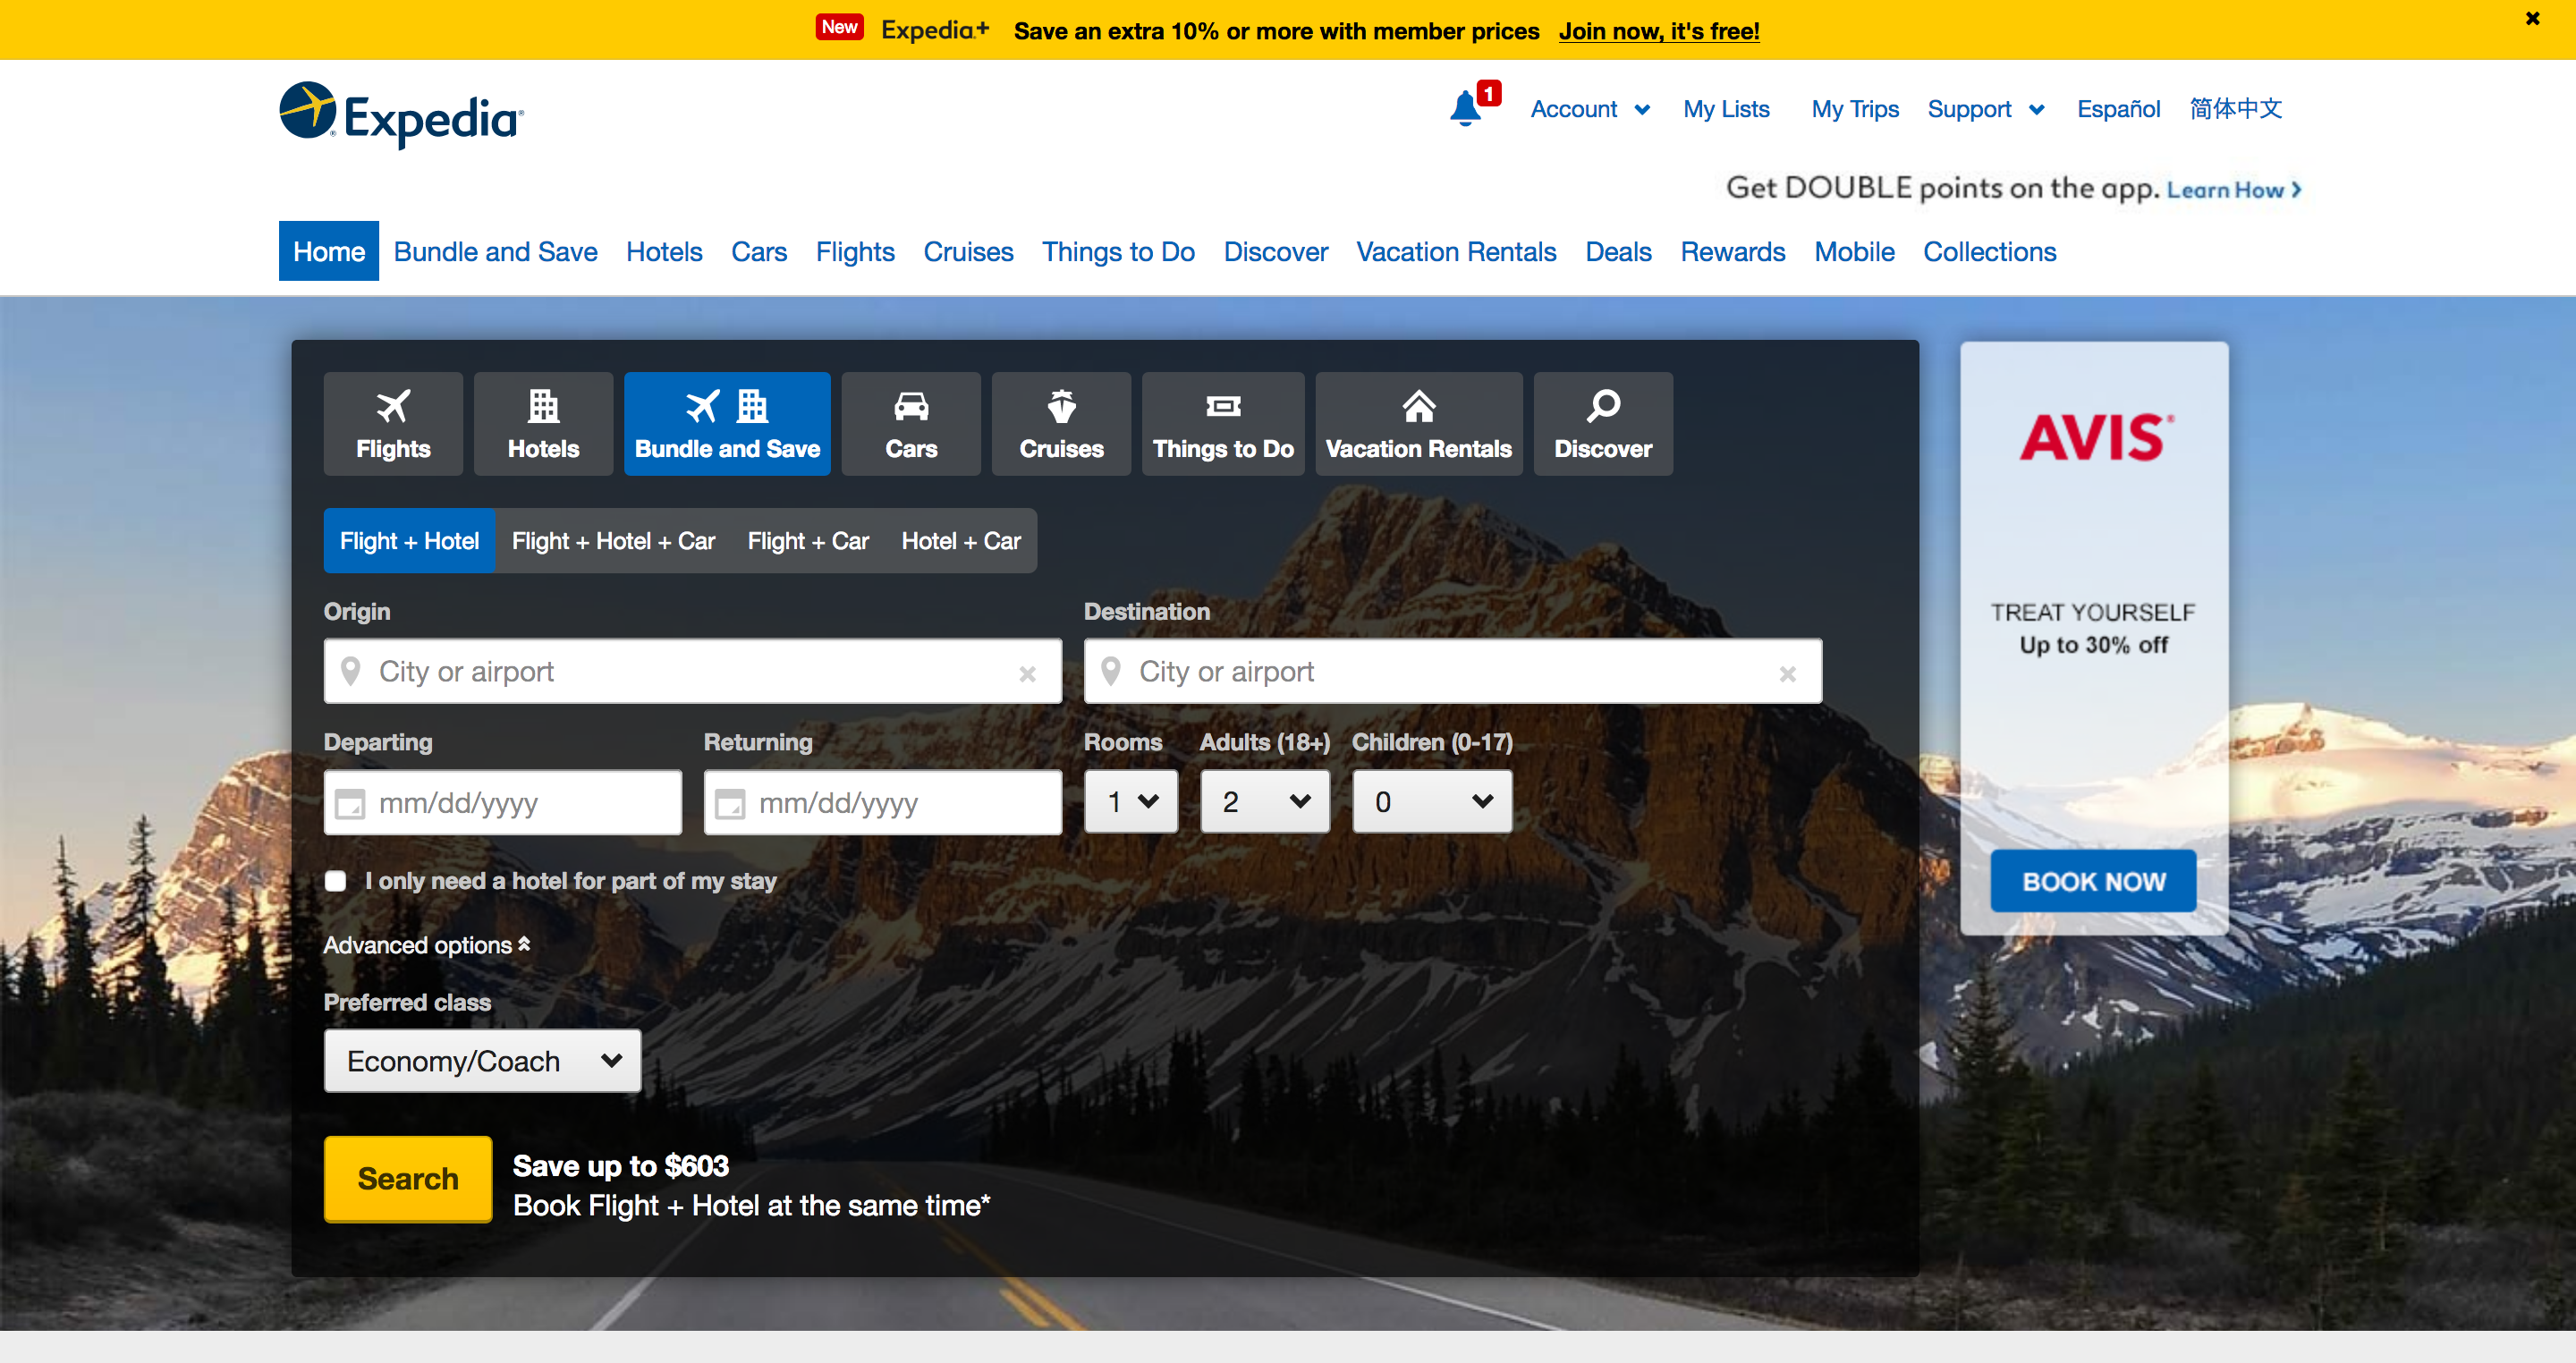 New Expedia+ Save an extra 10% or more with member prices Join now, it's free!
Expedia®
1 Account My Lists My Trips Support Español 简体中文
Get DOUBLE points on the app. Learn How
Home Bundle and Save Hotels Cars Flights Cruises Things to Do Discover Vacation Rentals Deals Rewards Mobile Collections
Flights Hotels Bundle and Save Cars Cruises Things to Do Vacation Rentals Discover
Flight + Hotel Flight + Hotel + Car Flight + Car Hotel + Car
Origin Destination
City or airport City or airport
Departing Returning Rooms Adults (18+) Children (0-17)
mm/dd/yyyy mm/dd/yyyy 1 2 0
I only need a hotel for part of my stay
Advanced options
Preferred class
Economy/Coach
Search
Save up to $603
Book Flight + Hotel at the same time*
AVIS®
TREAT YOURSELF
Up to 30% off
BOOK NOW